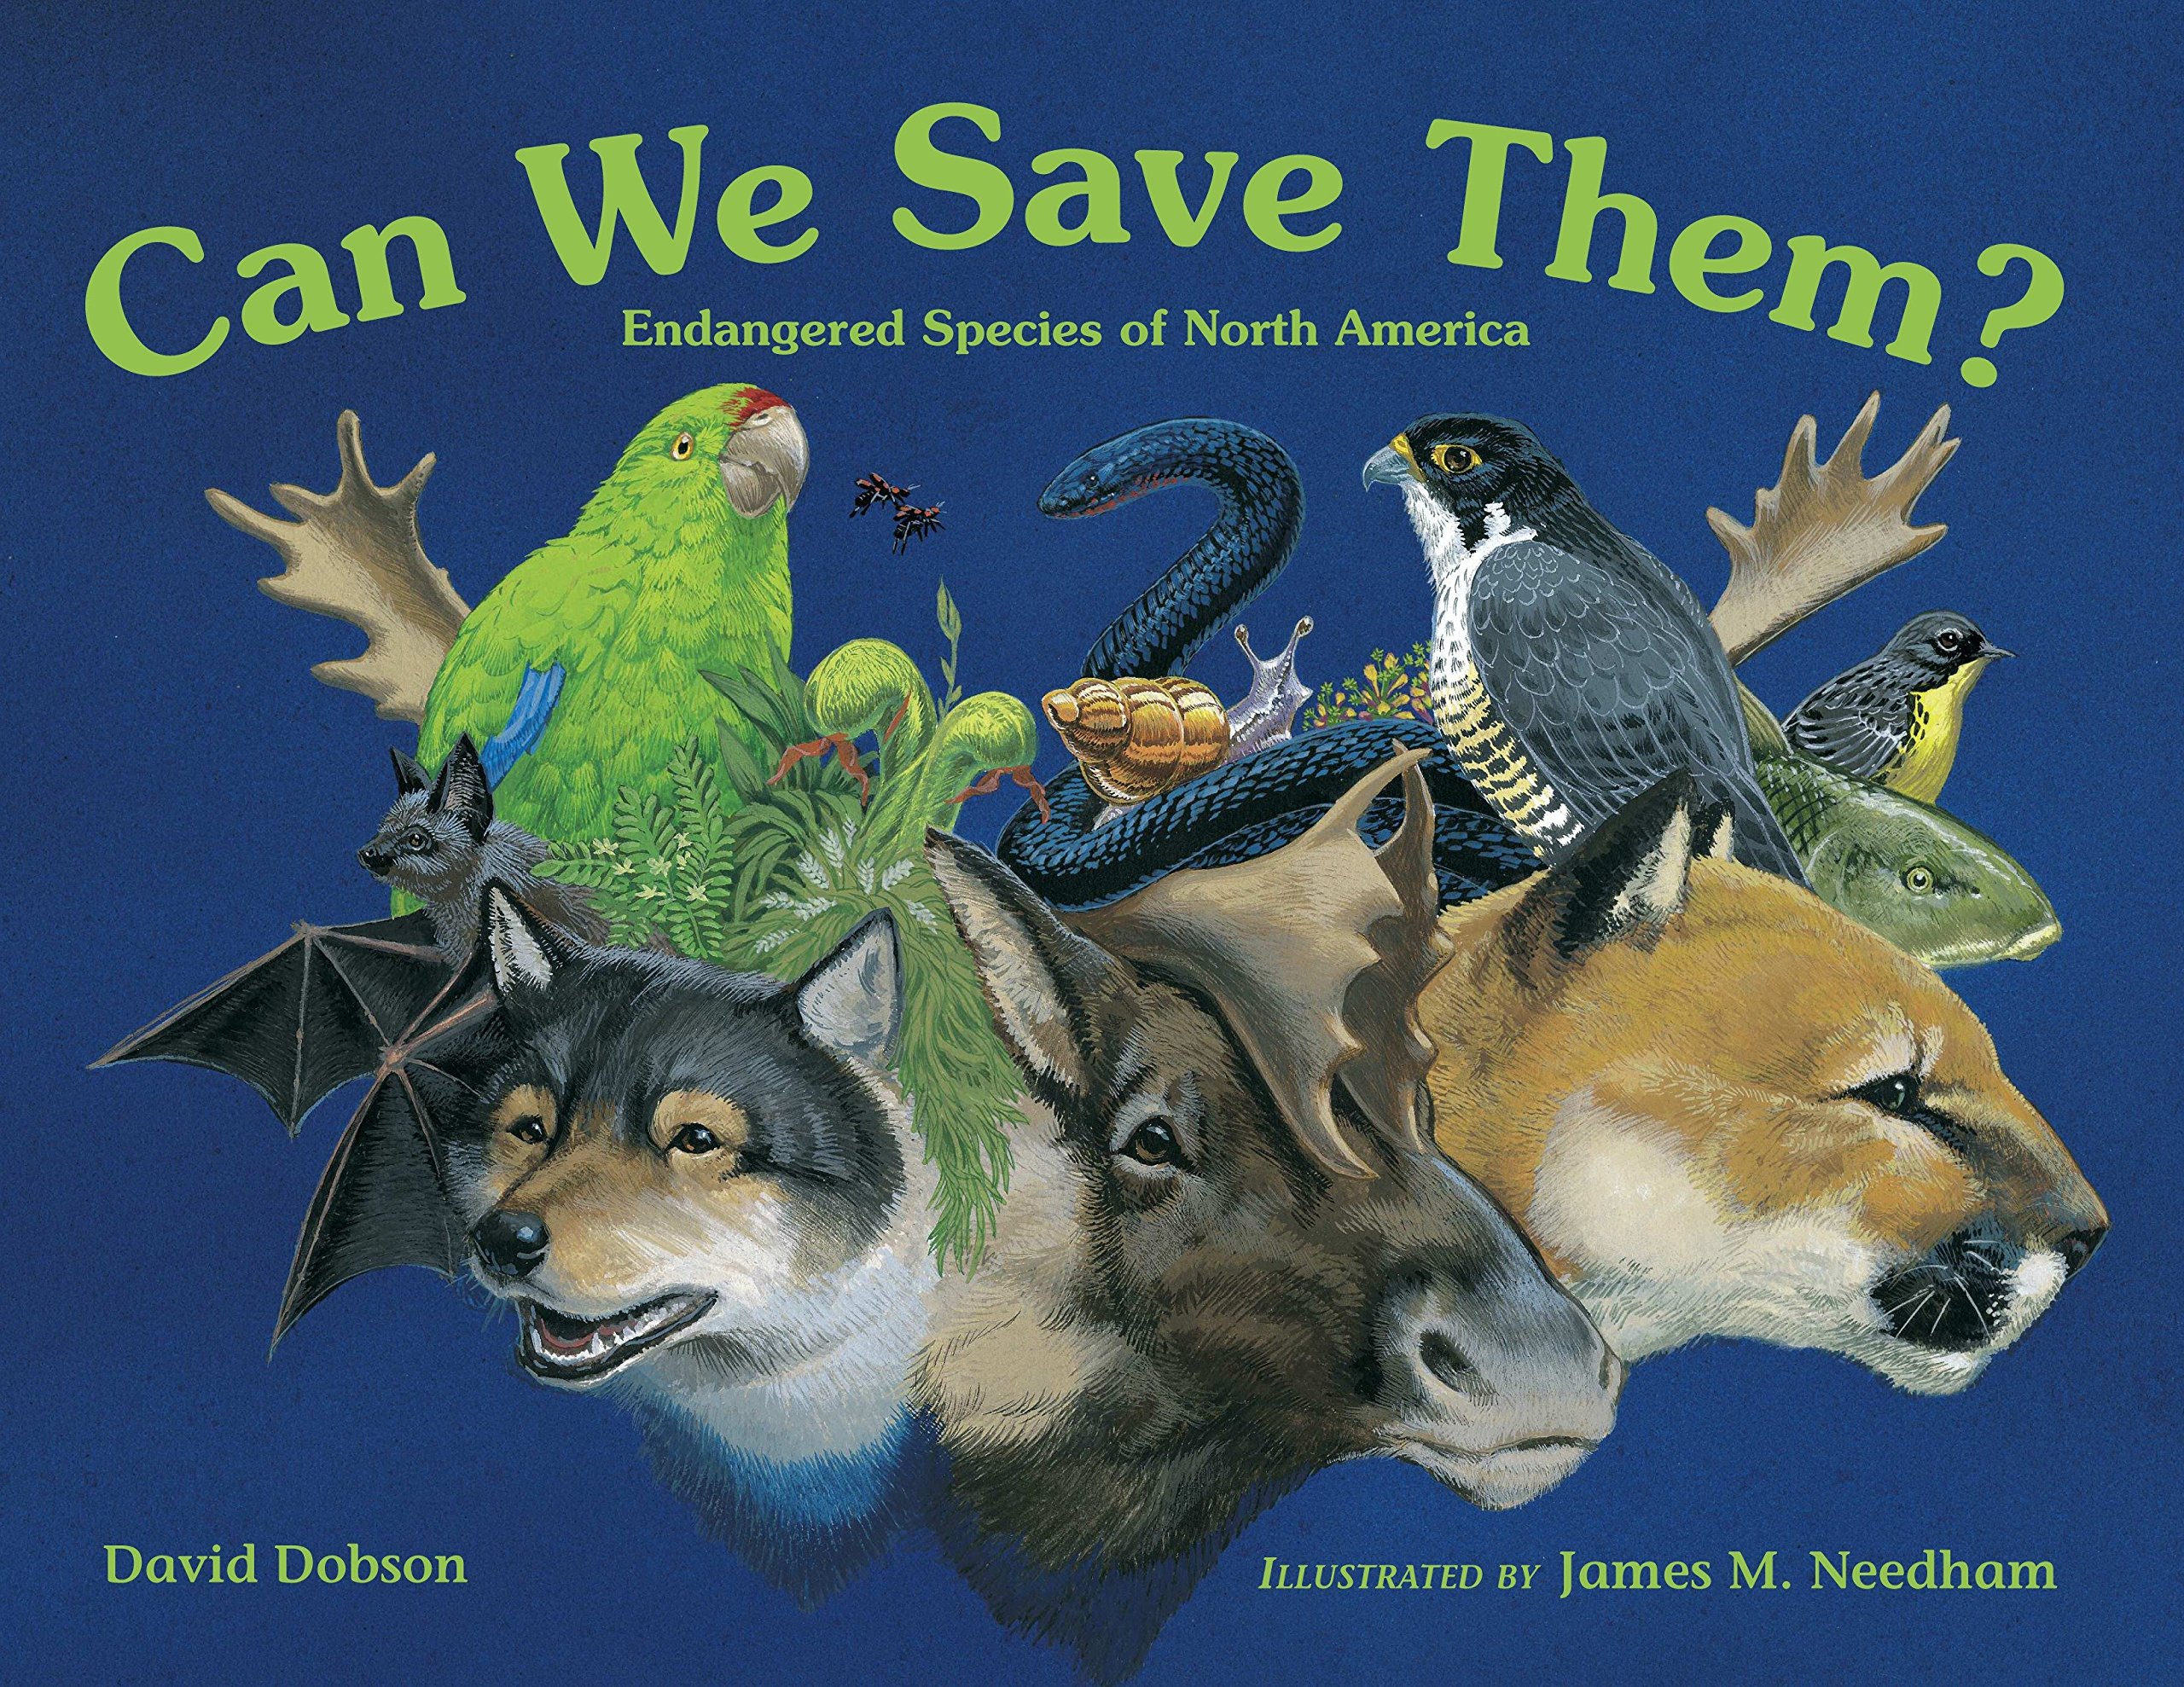 Can We Save Them?
Endangered Species of North America
David Dobson
Illustrated by James M. Needham